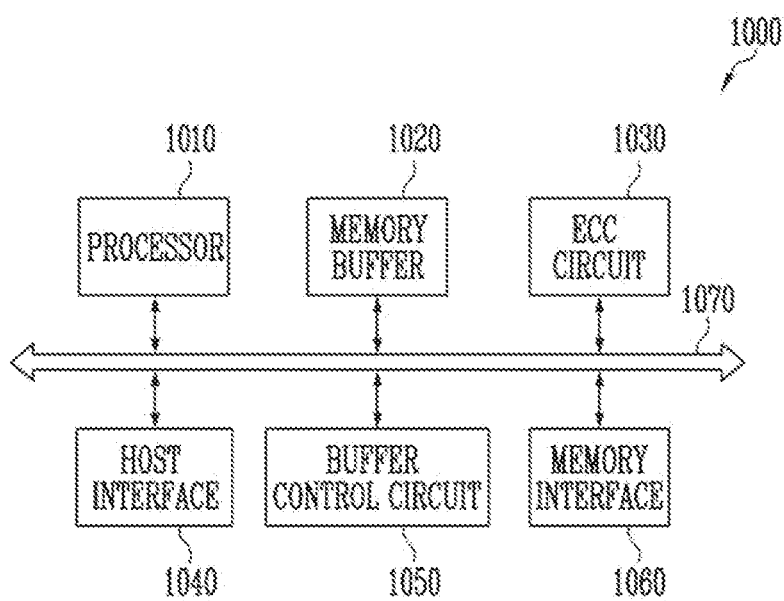 1000
1010
1020
1030
PROCESSOR
MEMORY
BUFFER
ECC
CIRCUIT
1070
HOST
INTERFACE
BUFFER
CONTROL CIRCUIT
MEMORY
INTERFACE
1040
1050
1060